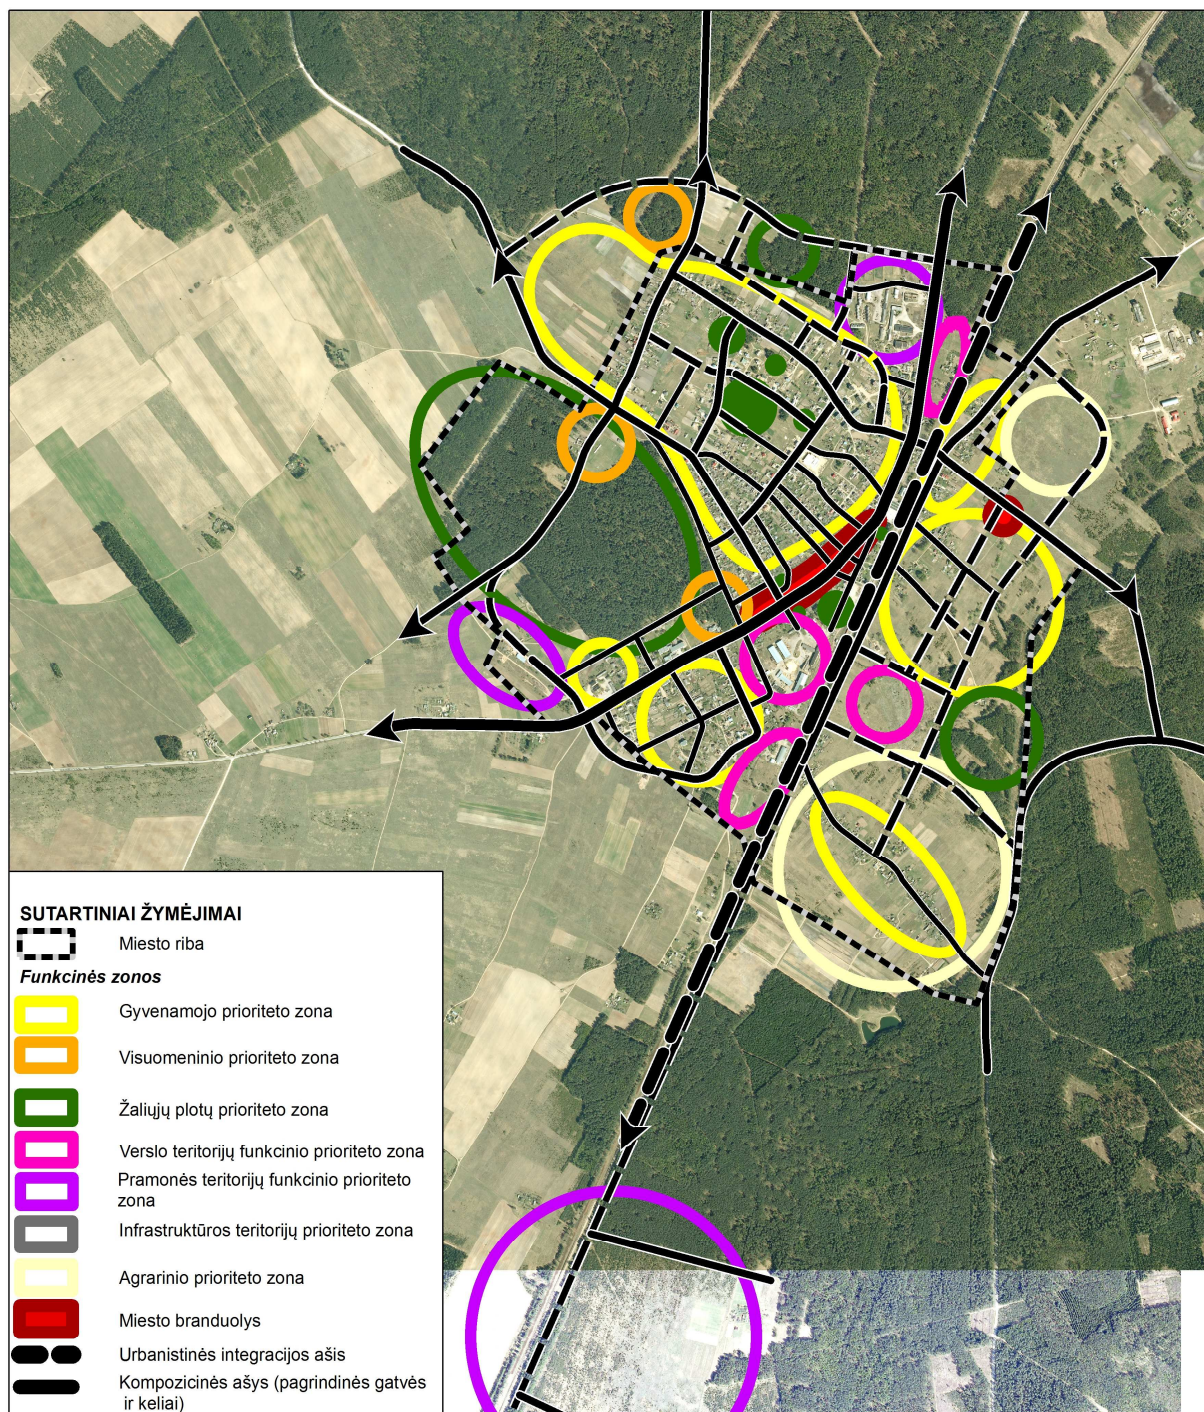 SUTARTINIAI ŽYMĖJIMAI
Miesto riba
Funkcinės zonos
Gyvenamojo prioriteto zona
Visuomeninio prioriteto zona
Žaliųjų plotų prioriteto zona
Verslo teritorijų funkcinio prioriteto zona
Pramonės teritorijų funkcinio prioriteto
zona
Infrastruktūros teritorijų prioriteto zona
Agrarinio prioriteto zona
Miesto branduolys
Urbanistinės integracijos ašis
Kompozicinės ašys (pagrindinės gatvės
ir keliai)